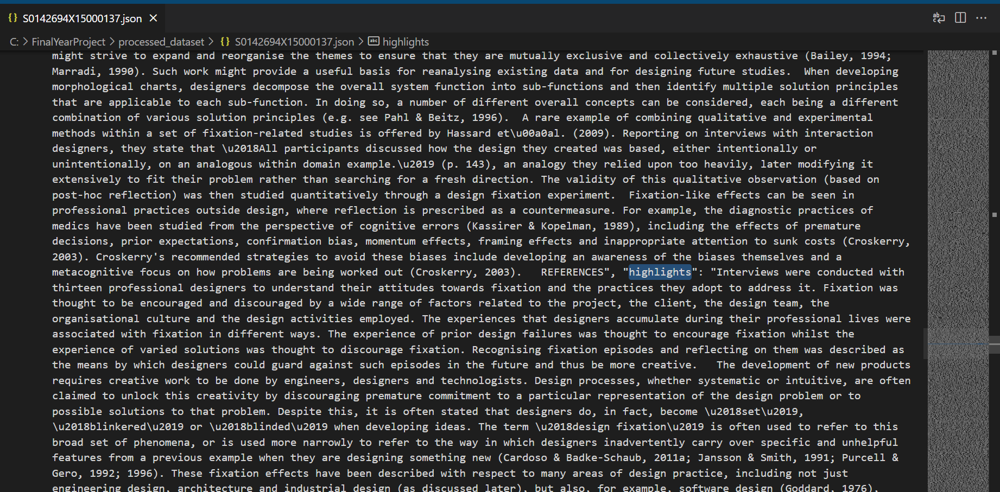 {} S0142694X15000137.json ×
C: > FinalYearProject > processed_dataset > {} S0142694X15000137.json > abc highlights
might strive to expand and reorganise the themes to ensure that they are mutually exclusive and collectively exhaustive (Bailey, 1994;
Marradi, 1990). Such work might provide a useful basis for reanalysing existing data and for designing future studies.  When developing
morphological charts, designers decompose the overall system function into sub-functions and then identify multiple solution principles
that are applicable to each sub-function. In doing so, a number of different overall concepts can be considered, each being a different
combination of various solution principles (e.g. see Pahl & Beitz, 1996).  A rare example of combining qualitative and experimental
methods within a set of fixation-related studies is offered by Hassard et\u00a0al. (2009). Reporting on interviews with interaction
designers, they state that \u2018All participants discussed how the design they created was based, either intentionally or
unintentionally, on an analogous within domain example.\u2019 (p. 143), an analogy they relied upon too heavily, later modifying it
extensively to fit their problem rather than searching for a fresh direction. The validity of this qualitative observation (based on
post-hoc reflection) was then studied quantitatively through a design fixation experiment.  Fixation-like effects can be seen in
professional practices outside design, where reflection is prescribed as a countermeasure. For example, the diagnostic practices of
medics have been studied from the perspective of cognitive errors (Kassirer & Kopelman, 1989), including the effects of premature
decisions, prior expectations, confirmation bias, momentum effects, framing effects and inappropriate attention to sunk costs (Croskerry,
2003). Croskerry's recommended strategies to avoid these biases include developing an awareness of the biases themselves and a
metacognitive focus on how problems are being worked out (Croskerry, 2003).   REFERENCES", "highlights": "Interviews were conducted with
thirteen professional designers to understand their attitudes towards fixation and the practices they adopt to address it. Fixation was
thought to be encouraged and discouraged by a wide range of factors related to the project, the client, the design team, the
organisational culture and the design activities employed. The experiences that designers accumulate during their professional lives were
associated with fixation in different ways. The experience of prior design failures was thought to encourage fixation whilst the
experience of varied solutions was thought to discourage fixation. Recognising fixation episodes and reflecting on them was described as
the means by which designers could guard against such episodes in the future and thus be more creative.   The development of new products
requires creative work to be done by engineers, designers and technologists. Design processes, whether systematic or intuitive, are often
claimed to unlock this creativity by discouraging premature commitment to a particular representation of the design problem or to
possible solutions to that problem. Despite this, it is often stated that designers do, in fact, become \u2018set\u2019,
\u2018blinkered\u2019 or \u2018blinded\u2019 when developing ideas. The term \u2018design fixation\u2019 is often used to refer to this
broad set of phenomena, or is used more narrowly to refer to the way in which designers inadvertently carry over specific and unhelpful
features from a previous example when they are designing something new (Cardoso & Badke-Schaub, 2011a; Jansson & Smith, 1991; Purcell &
Gero, 1992; 1996). These fixation effects have been described with respect to many areas of design practice, including not just
engineering design, architecture and industrial design (as discussed later), but also, for example, software design (Goddard, 1976),